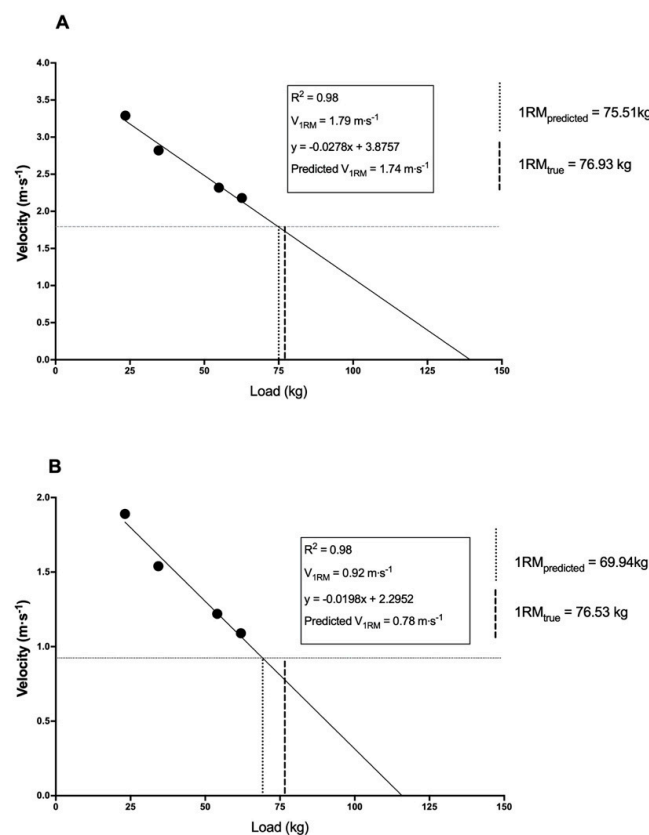 A
4.0
3.5
3.0
2.5
2.0
1.5
1.0
0.5
0.0
0 25 50 75 100 125 150
Velocity (m·s⁻¹)
Load (kg)
R² = 0.98
V₁RM = 1.79 m·s⁻¹
y = -0.0278x + 3.8757
Predicted V₁RM = 1.74 m·s⁻¹
1RMpredicted = 75.51kg
1RMtrue = 76.93 kg
B
2.0
1.5
1.0
0.5
0.0
0 25 50 75 100 125 150
Velocity (m·s⁻¹)
Load (kg)
R² = 0.98
V₁RM = 0.92 m·s⁻¹
y = -0.0198x + 2.2952
Predicted V₁RM = 0.78 m·s⁻¹
1RMpredicted = 69.94kg
1RMtrue = 76.53 kg